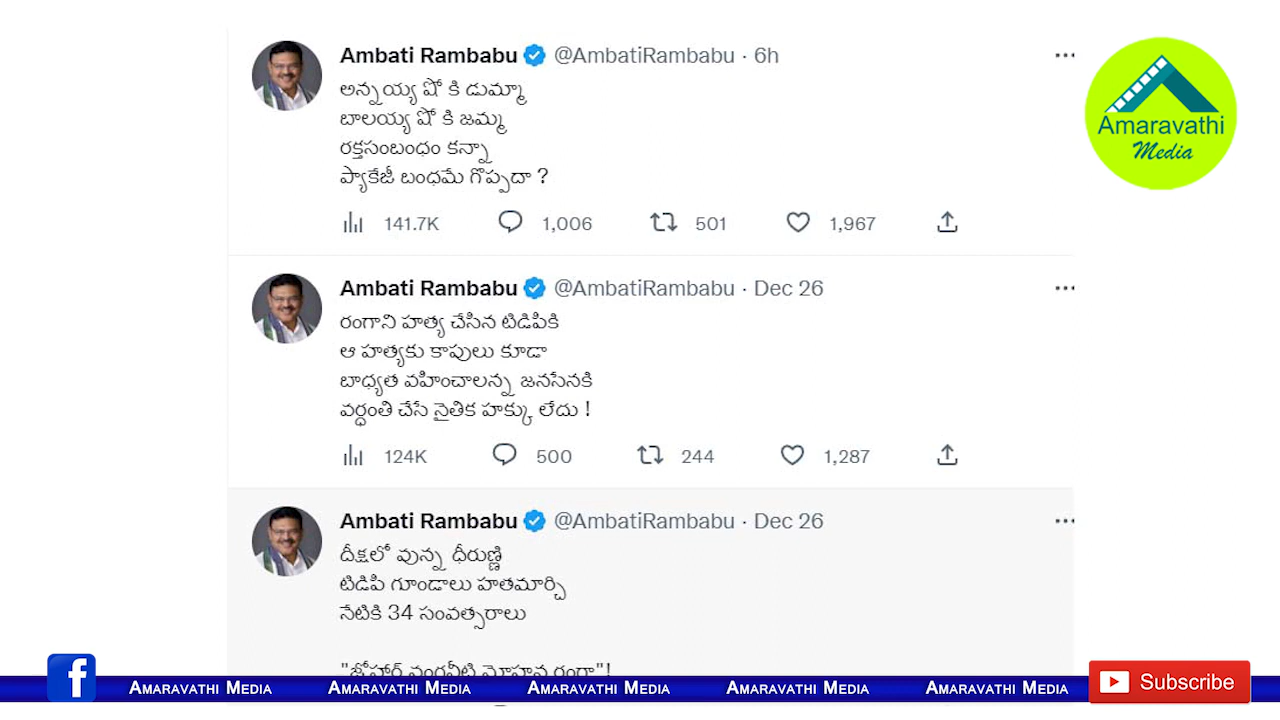 Ambati Rambabu @AmbatiRambabu · 6h
అన్నయ్య షో కి డుమ్మా
బాలయ్య షో కి జమ్మ
రక్తసంబంధం కన్నా
ప్యాకేజీ బంధమే గొప్పదా ?
141.7K 1,006 501 1,967
Amaravathi
Media
Ambati Rambabu @AmbatiRambabu · Dec 26
రంగాని హత్య చేసిన టిడిపికి
ఆ హత్యకు కాపులు కూడా
బాధ్యత వహించాలన్న జనసేనకి
వర్ధంతి చేసే నైతిక హక్కు లేదు !
124K 500 244 1,287
Ambati Rambabu @AmbatiRambabu · Dec 26
దీక్షలో వున్న ధీరుణ్ణి
టిడిపి గూండాలు హతమార్చి
నేటికి 34 సంవత్సరాలు
"జోహార్ వంగవీటి మోహన రంగా"!
f Amaravathi Media Amaravathi Media Amaravathi Media Amaravathi Media Amaravathi Media Subscribe